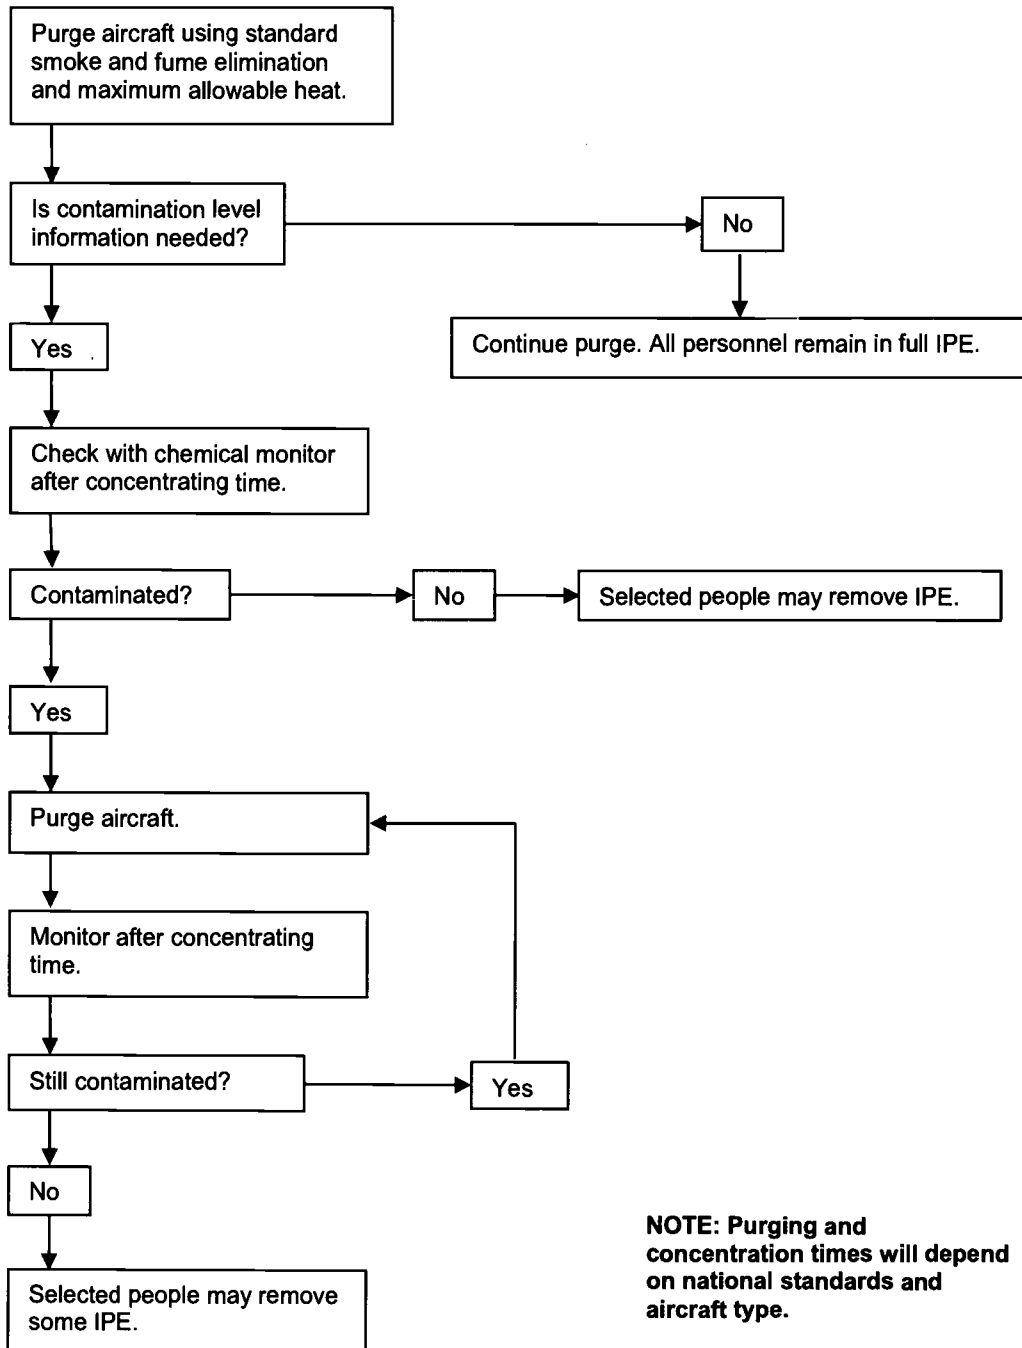 Purge aircraft using standard
smoke and fume elimination
and maximum allowable heat.
Is contamination level
information needed?
No
Yes
Continue purge. All personnel remain in full IPE.
Check with chemical monitor
after concentrating time.
Contaminated?
No
Selected people may remove IPE.
Yes
Purge aircraft.
Monitor after concentrating
time.
Still contaminated?
Yes
No
NOTE: Purging and
concentration times will depend
on national standards and
aircraft type.
Selected people may remove
some IPE.